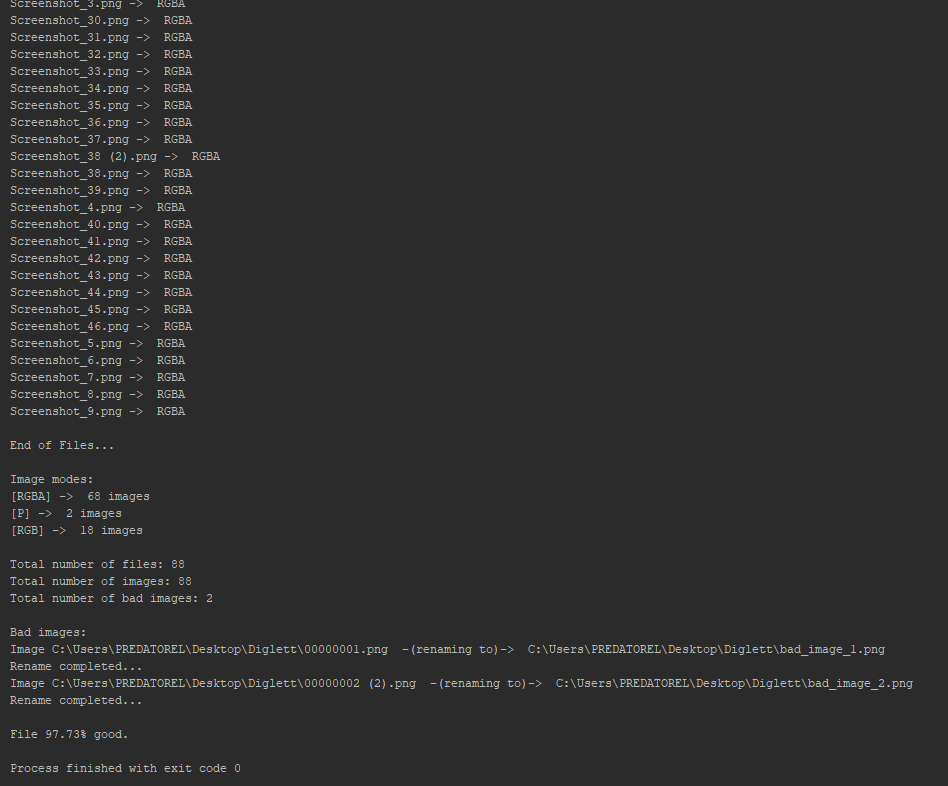 Screenshot_3.png ->  RGBA
Screenshot_30.png ->  RGBA
Screenshot_31.png ->  RGBA
Screenshot_32.png ->  RGBA
Screenshot_33.png ->  RGBA
Screenshot_34.png ->  RGBA
Screenshot_35.png ->  RGBA
Screenshot_36.png ->  RGBA
Screenshot_37.png ->  RGBA
Screenshot_38 (2).png ->  RGBA
Screenshot_38.png ->  RGBA
Screenshot_39.png ->  RGBA
Screenshot_4.png ->  RGBA
Screenshot_40.png ->  RGBA
Screenshot_41.png ->  RGBA
Screenshot_42.png ->  RGBA
Screenshot_43.png ->  RGBA
Screenshot_44.png ->  RGBA
Screenshot_45.png ->  RGBA
Screenshot_46.png ->  RGBA
Screenshot_5.png ->  RGBA
Screenshot_6.png ->  RGBA
Screenshot_7.png ->  RGBA
Screenshot_8.png ->  RGBA
Screenshot_9.png ->  RGBA
End of Files...
Image modes:
[RGBA] ->  68 images
[P] ->  2 images
[RGB] ->  18 images
Total number of files: 88
Total number of images: 88
Total number of bad images: 2
Bad images:
Image C:\Users\PREDATOREL\Desktop\Diglett\00000001.png  -(renaming to)->  C:\Users\PREDATOREL\Desktop\Diglett\bad_image_1.png
Rename completed...
Image C:\Users\PREDATOREL\Desktop\Diglett\00000002 (2).png  -(renaming to)->  C:\Users\PREDATOREL\Desktop\Diglett\bad_image_2.png
Rename completed...
File 97.73% good.
Process finished with exit code 0